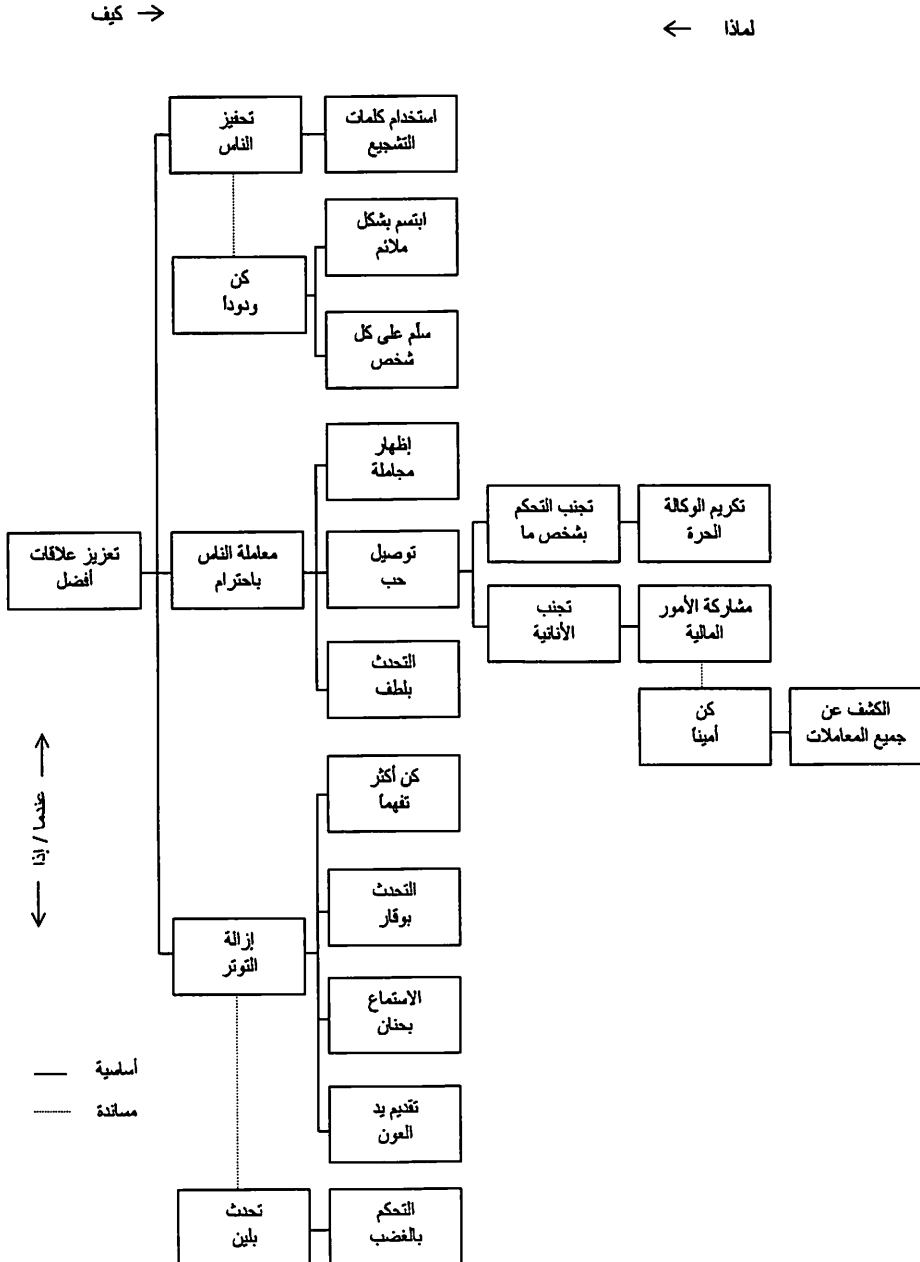 كيف
لماذا
تحفيز
الناس
استخدام كلمات
التشجيع
ابتسم بشكل
ملائم
كن
ودوداً
سلّم على كل
شخص
إظهار
مجاملة
تعزيز علاقات
أفضل
معاملة الناس
باحترام
توصيل
حب
تجنب التحكم
بشخص ما
تكريم الوكالة
الحرة
تجنب
الأنانية
مشاركة الأمور
المالية
التحدث
بلطف
كن
أميناً
الكشف عن
جميع المعاملات
عندما / إذا
كن أكثر
تفهماً
التحدث
بوقار
إزالة
التوتر
الاستماع
بحنان
تقديم يد
العون
أساسية
مساندة
تحدث
بلين
التحكم
بالغضب